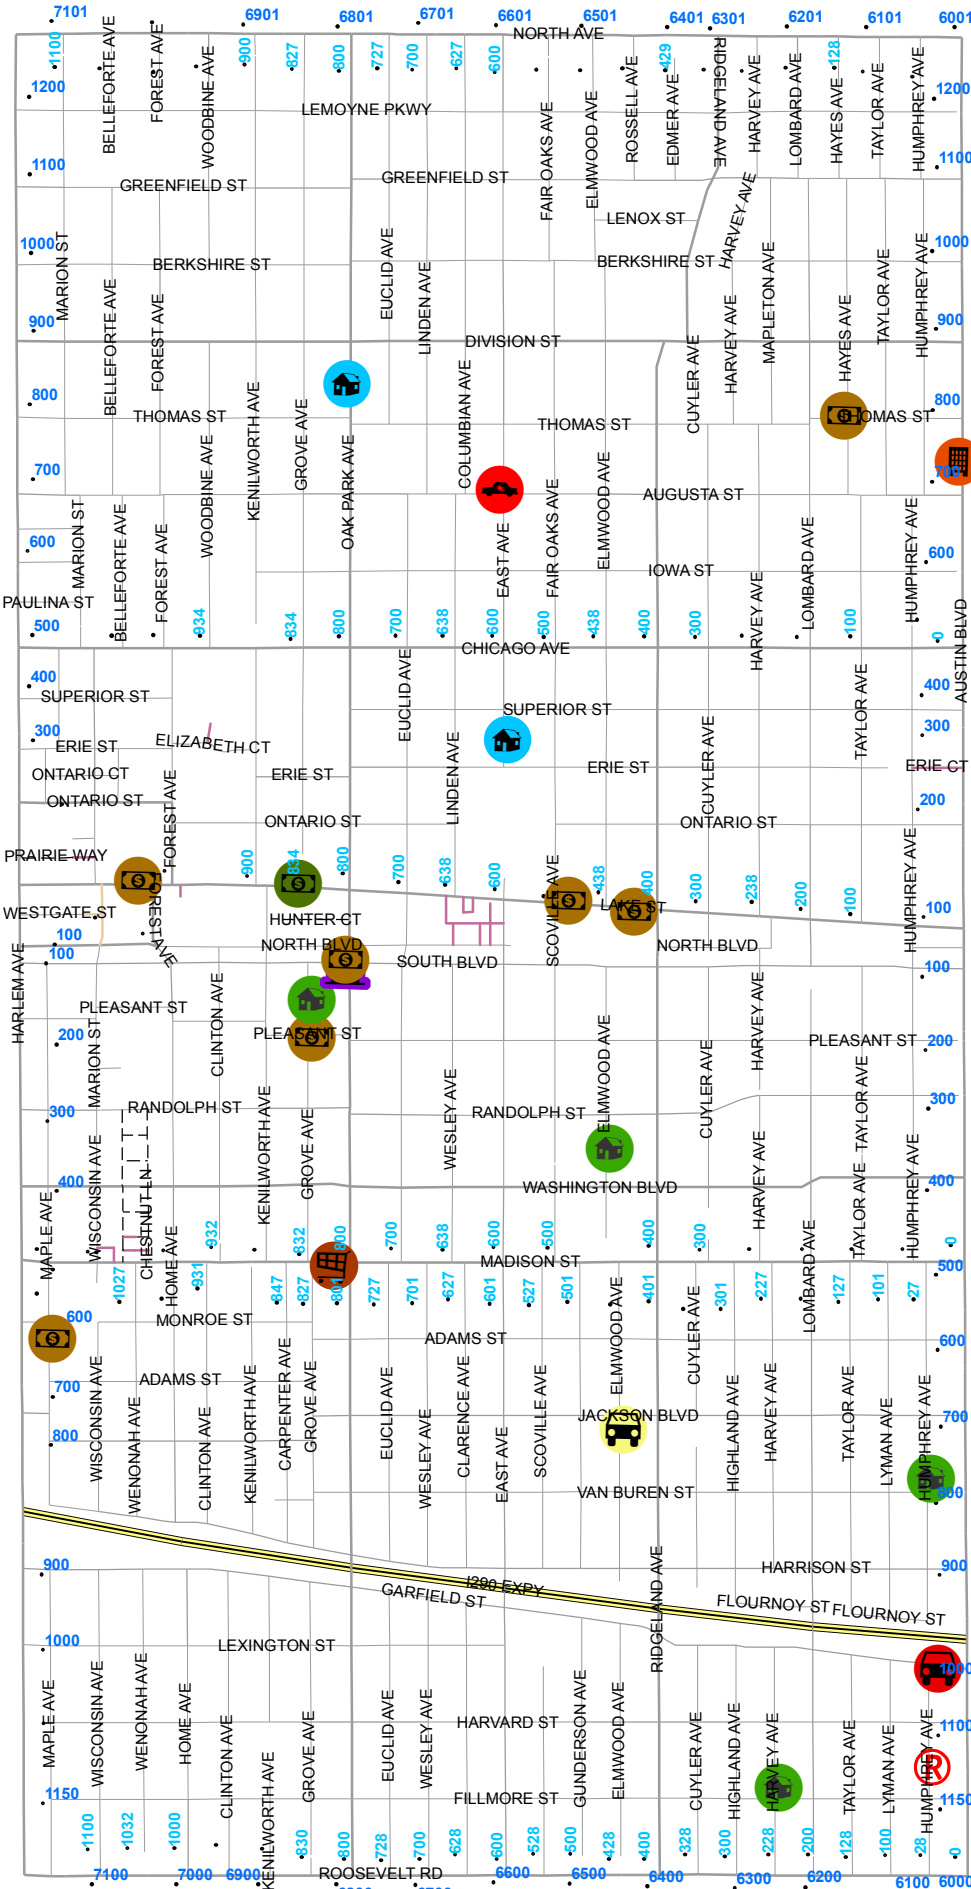 7101 6901 6801 6701 6601 6501 6401 6301 6201 6101 6001
NORTH AVE
1100 900 827 800 727 700 627 600 429 128
BELLEFORTE AVE
FOREST AVE
WOODBINE AVE
FAIR OAKS AVE
ELMWOOD AVE
ROSSELL AVE
EDMER AVE
RIDGELAND AVE
HARVEY AVE
LOMBARD AVE
HAYES AVE
TAYLOR AVE
HUMPHREY AVE
1200 1200
LEMOYNE PKWY
1100 1100
GREENFIELD ST GREENFIELD ST
LENOX ST
HARVEY AVE
1000 1000
BERKSHIRE ST BERKSHIRE ST
MARION ST
BELLEFORTE AVE
FOREST AVE
EUCLID AVE
LINDEN AVE
HARVEY AVE
MAPLETON AVE
HAYES AVE
TAYLOR AVE
HUMPHREY AVE
900 900
DIVISION ST
CUYLER AVE
800 800
THOMAS ST THOMAS ST THOMAS ST
WOODBINE AVE
KENILWORTH AVE
GROVE AVE
OAK PARK AVE
COLUMBIAN AVE
700 700
AUGUSTA ST
MARION ST
BELLEFORTE AVE
FOREST AVE
EAST AVE
FAIR OAKS AVE
ELMWOOD AVE
LOMBARD AVE
HUMPHREY AVE
600 600
IOWA ST
HARVEY AVE
PAULINA ST
500 934 834 800 700 638 600 500 438 400 300 100 0
CHICAGO AVE
AUSTIN BLVD
400 400
SUPERIOR ST SUPERIOR ST
EUCLID AVE
TAYLOR AVE
300 300
ERIE ST ELIZABETH CT
ERIE ST ERIE ST ERIE CT
ONTARIO CT
CUYLER AVE
LINDEN AVE
FOREST AVE
ONTARIO ST 200
ONTARIO ST ONTARIO ST
PRAIRIE WAY
900 834 800 700 638 600 438 400 300 238 200 100
SCOVILLE AVE
HUMPHREY AVE
LAKE ST
WESTGATE ST 100
HUNTER CT
FOREST AVE
100 NORTH BLVD NORTH BLVD
100 SOUTH BLVD 100
HARLEM AVE
PLEASANT ST
CLINTON AVE
HARVEY AVE
200 PLEASANT ST PLEASANT ST 200
MARION ST
ELMWOOD AVE
CUYLER AVE
TAYLOR AVE
WESLEY AVE
300 RANDOLPH ST RANDOLPH ST 300
KENILWORTH AVE
GROVE AVE
WISCONSIN AVE
CHESTNUT LN
HARVEY AVE
TAYLOR AVE
HUMPHREY AVE
400 WASHINGTON BLVD 400
MAPLE AVE
HOME AVE
LOMBARD AVE
932 832 800 700 638 600 500 400 300 0
MADISON ST
500
1027 931 847 827 801 727 701 627 601 527 501 401 301 227 127 101 27
600 MONROE ST
ADAMS ST 600
ELMWOOD AVE
CUYLER AVE
700 ADAMS ST
WISCONSIN AVE
WENONAH AVE
CLINTON AVE
KENILWORTH AVE
CARPENTER AVE
GROVE AVE
EUCLID AVE
WESLEY AVE
CLARENCE AVE
EAST AVE
SCOVILLE AVE
HIGHLAND AVE
HARVEY AVE
TAYLOR AVE
LYMAN AVE
HUMPHREY AVE
JACKSON BLVD 700
800
VAN BUREN ST 800
900 HARRISON ST 900
I290 EXPY
GARFIELD ST
RIDGELAND AVE
FLOURNOY ST FLOURNOY ST
1000 LEXINGTON ST 1000
MAPLE AVE
WISCONSIN AVE
WENONAH AVE
HOME AVE
CLINTON AVE
KENILWORTH AVE
GROVE AVE
EUCLID AVE
WESLEY AVE
GUNDERSON AVE
ELMWOOD AVE
CUYLER AVE
HIGHLAND AVE
HARVEY AVE
TAYLOR AVE
LYMAN AVE
HUMPHREY AVE
HARVARD ST 1100
®
1150 FILLMORE ST 1150
1100 1032 1000 830 800 728 700 628 600 528 500 428 400 328 300 228 200 128 100 28 0
ROOSEVELT RD
7100 7000 6900 6600 6500 6400 6300 6200 6100 6000